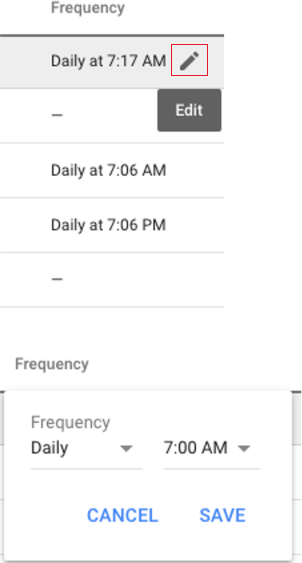 Frequency
Daily at 7:17 AM
–
Edit
Daily at 7:06 AM
Daily at 7:06 PM
–
Frequency
Frequency
Daily 7:00 AM
CANCEL SAVE